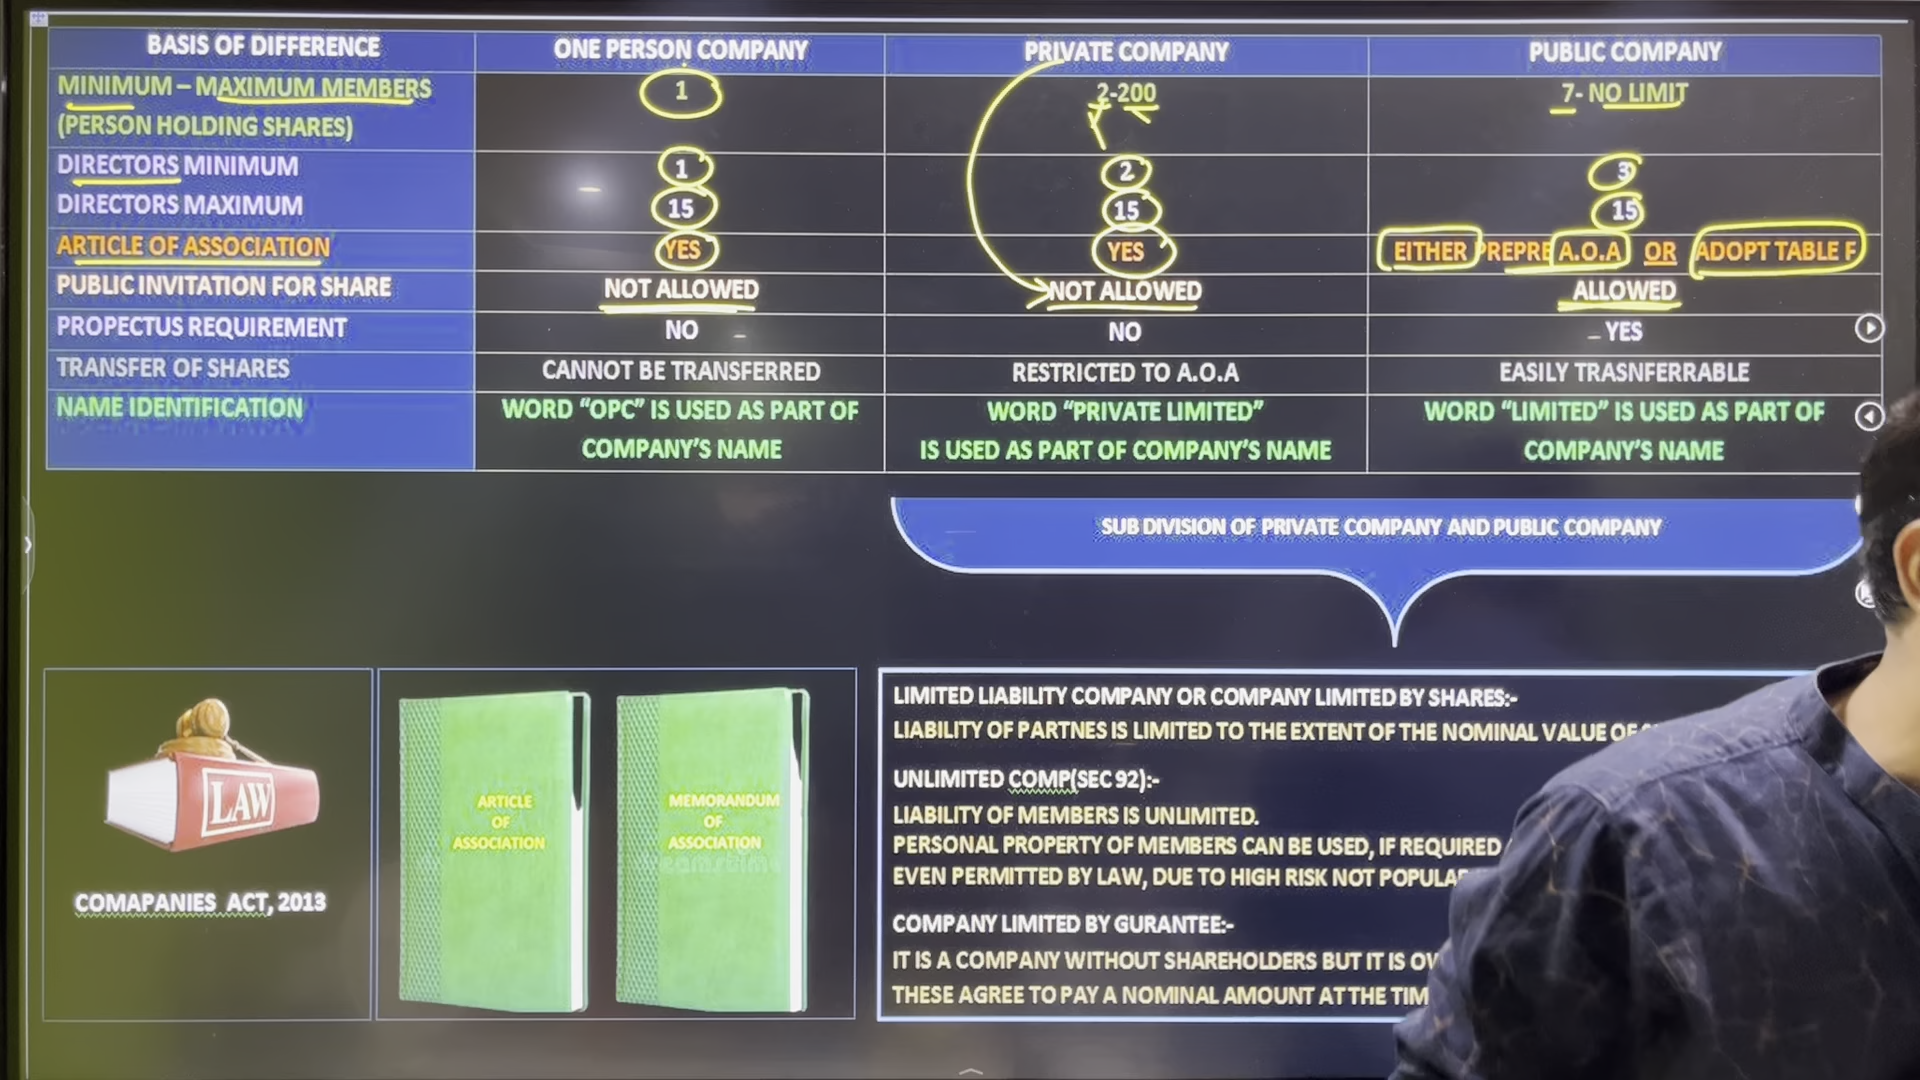 BASIS OF DIFFERENCE ONE PERSON COMPANY PRIVATE COMPANY PUBLIC COMPANY
MINIMUM – MAXIMUM MEMBERS 1 2-200 7- NO LIMIT
(PERSON HOLDING SHARES)
DIRECTORS MINIMUM 1 2 3
DIRECTORS MAXIMUM 15 15 15
ARTICLE OF ASSOCIATION YES YES EITHER PREPRE A.O.A OR ADOPT TABLE F
PUBLIC INVITATION FOR SHARE NOT ALLOWED NOT ALLOWED ALLOWED
PROPECTUS REQUIREMENT NO NO YES
TRANSFER OF SHARES CANNOT BE TRANSFERRED RESTRICTED TO A.O.A EASILY TRASNFERRABLE
NAME IDENTIFICATION WORD “OPC” IS USED AS PART OF WORD “PRIVATE LIMITED” WORD “LIMITED” IS USED AS PART OF
COMPANY’S NAME IS USED AS PART OF COMPANY’S NAME COMPANY’S NAME
SUB DIVISION OF PRIVATE COMPANY AND PUBLIC COMPANY
LAW
COMAPANIES ACT, 2013
ARTICLE
OF
ASSOCIATION
MEMORANDUM
OF
ASSOCIATION
LIMITED LIABILITY COMPANY OR COMPANY LIMITED BY SHARES:-
LIABILITY OF PARTNES IS LIMITED TO THE EXTENT OF THE NOMINAL VALUE OF
UNLIMITED COMP(SEC 92):-
LIABILITY OF MEMBERS IS UNLIMITED.
PERSONAL PROPERTY OF MEMBERS CAN BE USED, IF REQUIRED
EVEN PERMITTED BY LAW, DUE TO HIGH RISK NOT
COMPANY LIMITED BY GURANTEE:-
IT IS A COMPANY WITHOUT SHAREHOLDERS BUT IT IS
THESE AGREE TO PAY A NOMINAL AMOUNT AT THE